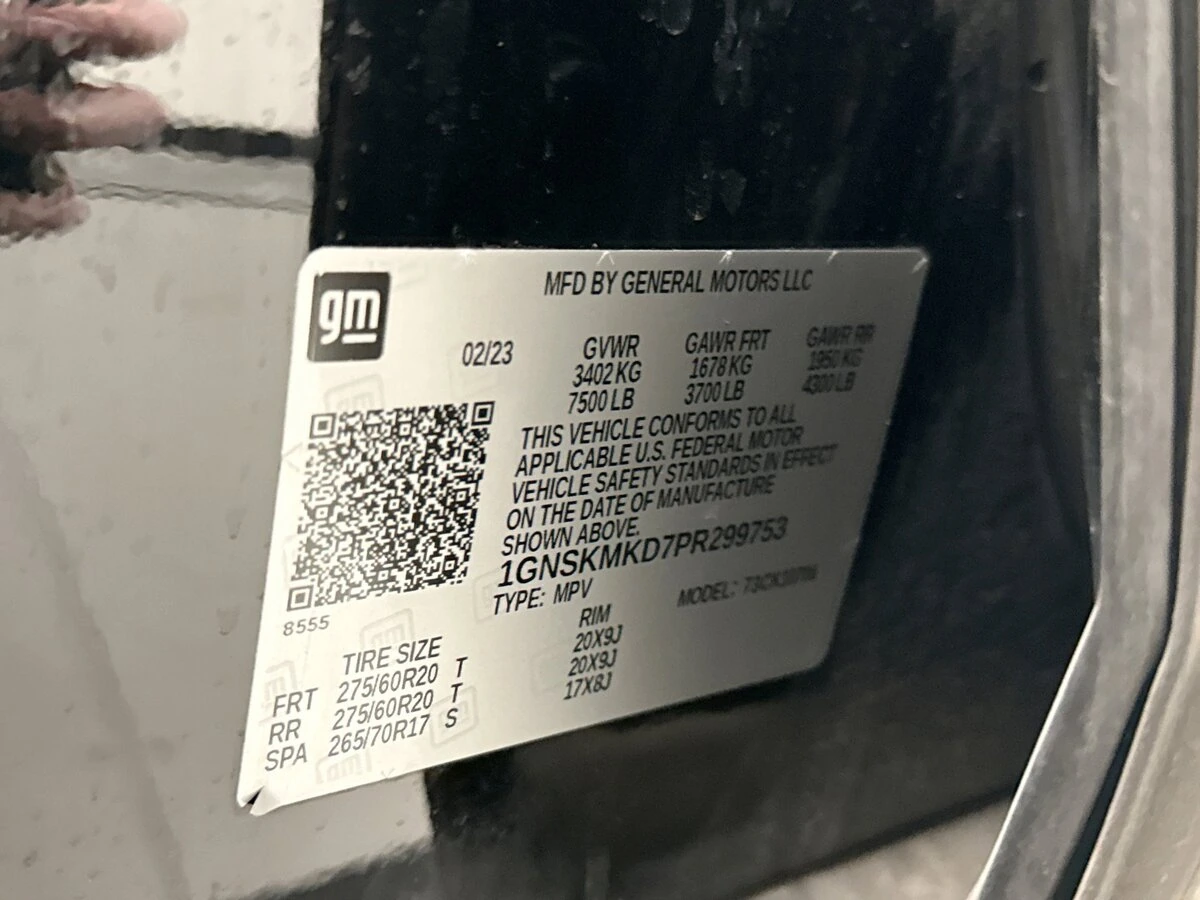 gm
MFD BY GENERAL MOTORS LLC
02/23
GVWR GAWR FRT GAWR RR
3402 KG 1678 KG 1950 KG
7500 LB 3700 LB 4300 LB
THIS VEHICLE CONFORMS TO ALL
APPLICABLE U.S. FEDERAL MOTOR
VEHICLE SAFETY STANDARDS IN EFFECT
ON THE DATE OF MANUFACTURE
SHOWN ABOVE.
1GNSKMKD7PR299753
TYPE: MPV MODEL:
8555
TIRE SIZE RIM
FRT 275/60R20 T 20X9J
RR 275/60R20 T 20X9J
SPA 265/70R17 S 17X8J